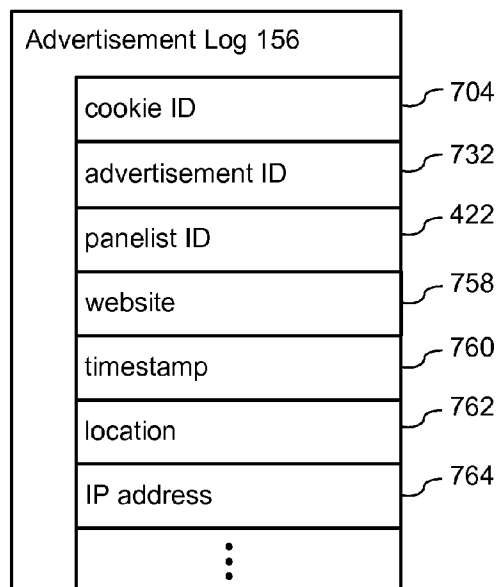 Advertisement Log 156
cookie ID 704
advertisement ID 732
panelist ID 422
website 758
timestamp 760
location 762
IP address 764